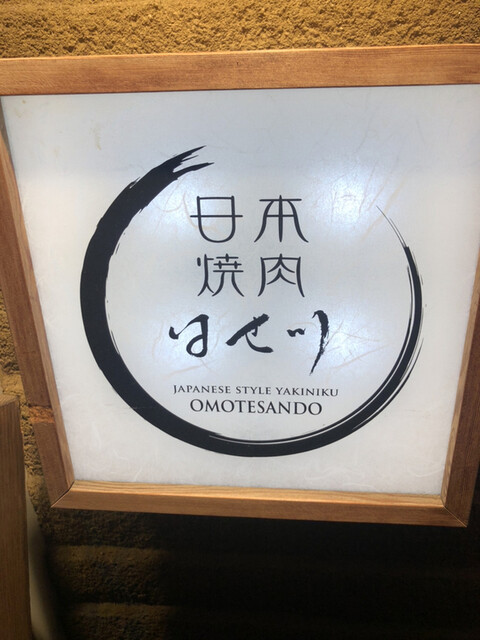 日本
焼肉
はせ川
JAPANESE STYLE YAKINIKU
OMOTESANDO